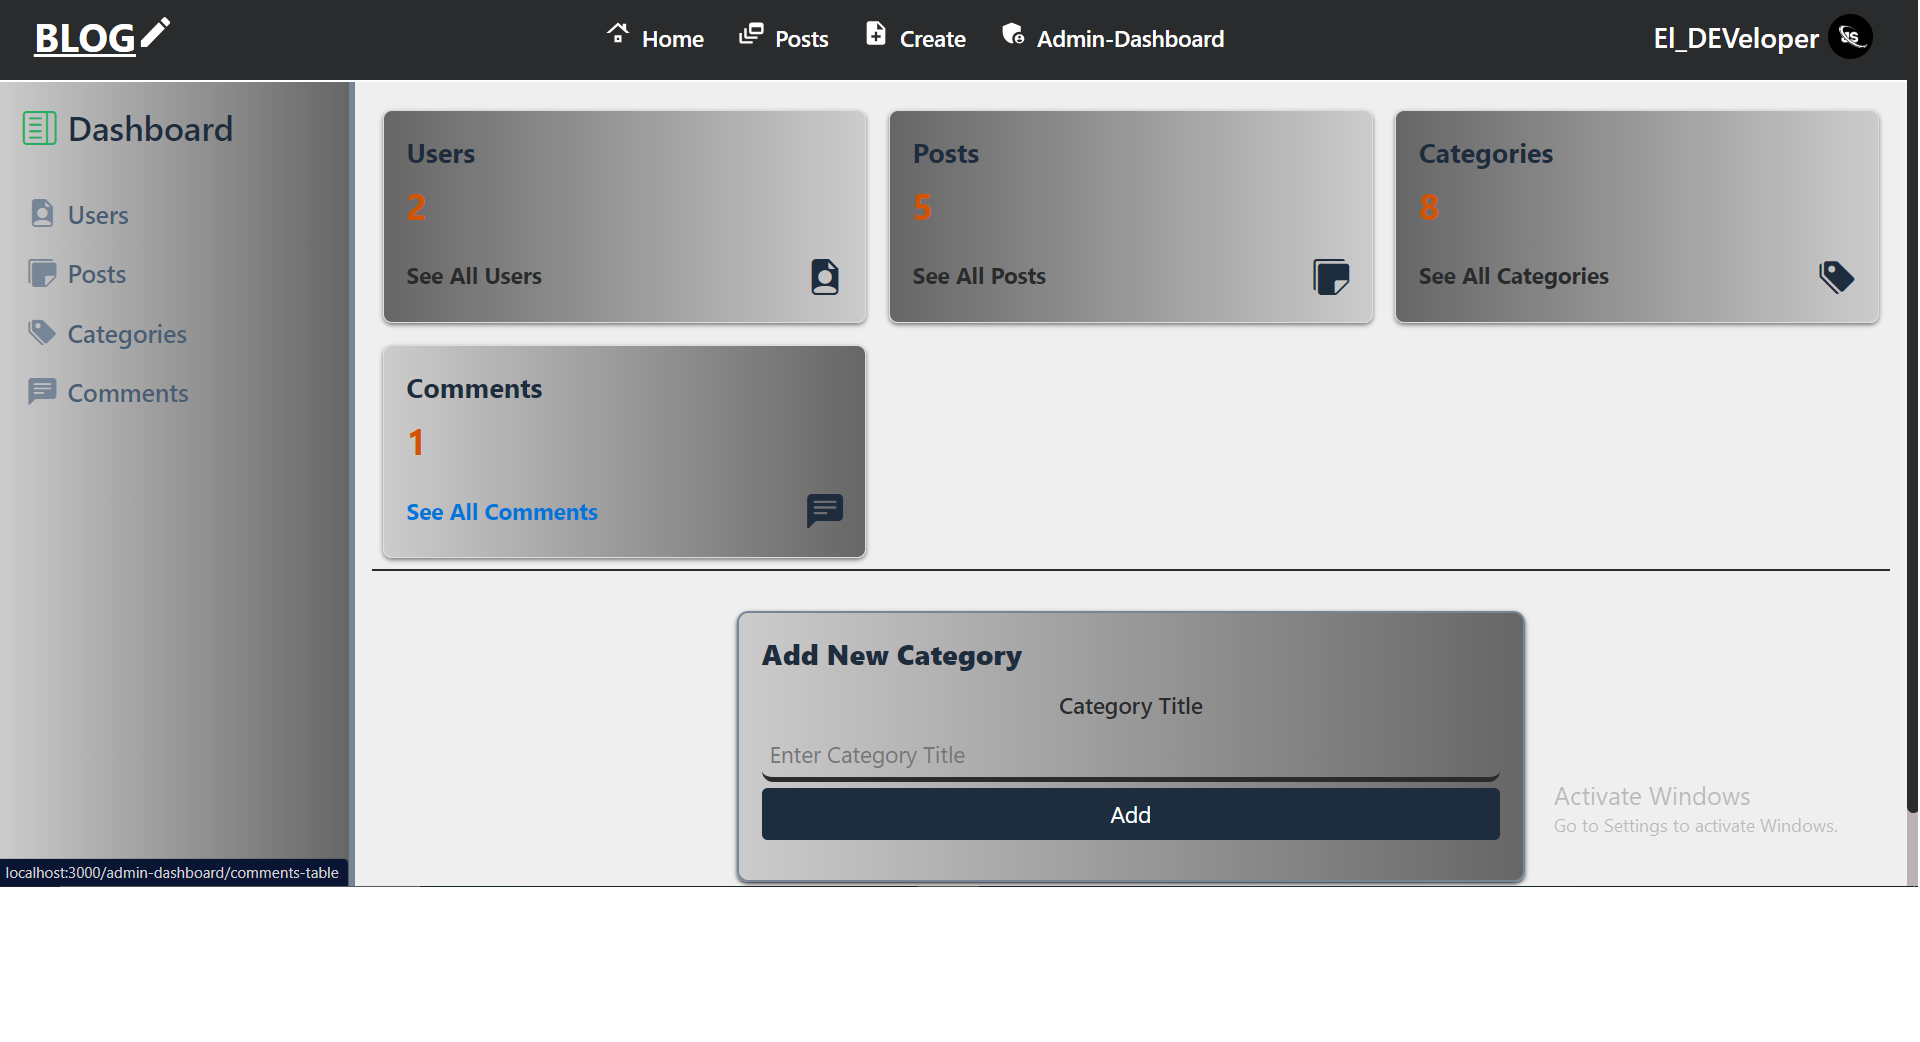 BLOG
Home
Posts
Create
Admin-Dashboard
El_DEVeloper
Dashboard
Users
Posts
Categories
Comments
Users
2
See All Users
Posts
5
See All Posts
Categories
8
See All Categories
Comments
1
See All Comments
Add New Category
Category Title
Enter Category Title
Add
Activate Windows
Go to Settings to activate Windows.
localhost:3000/admin-dashboard/comments-table